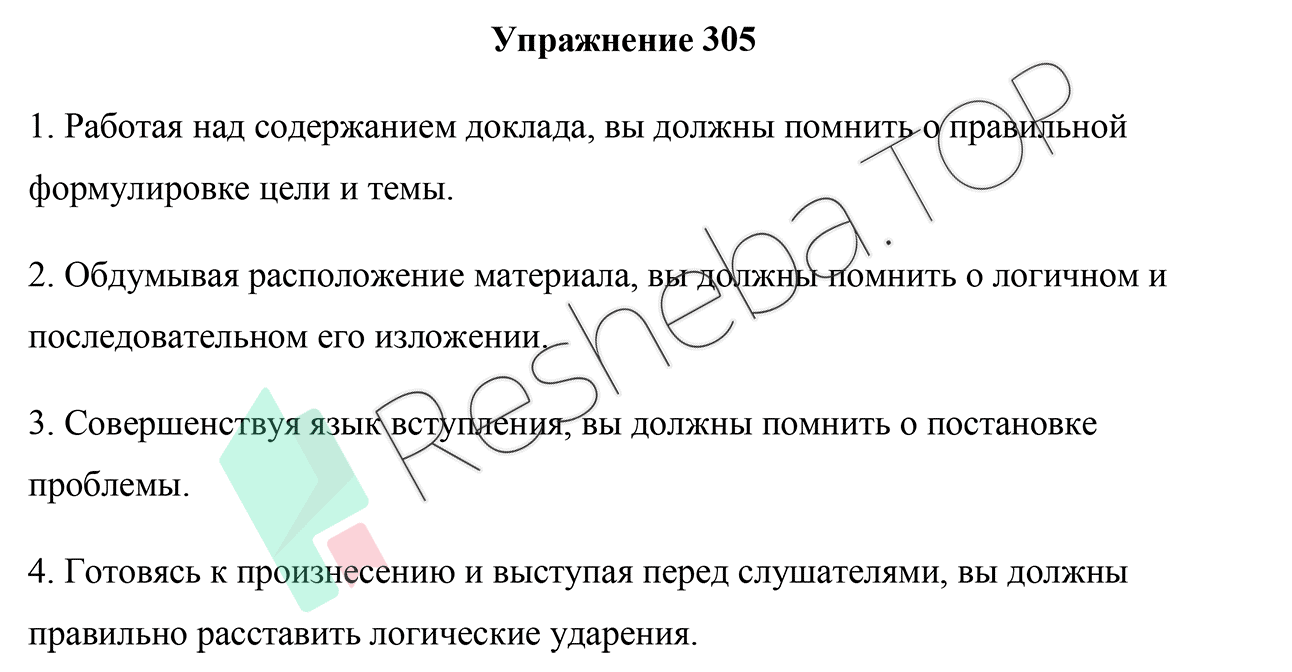 Упражнение 305
1. Работая над содержанием доклада, вы должны помнить о правильной
формулировке цели и темы.
2. Обдумывая расположение материала, вы должны помнить о логичном и
последовательном его изложении.
3. Совершенствуя язык вступления, вы должны помнить о постановке
проблемы.
4. Готовясь к произнесению и выступая перед слушателями, вы должны
правильно расставить логические ударения.
Resheba.TOP